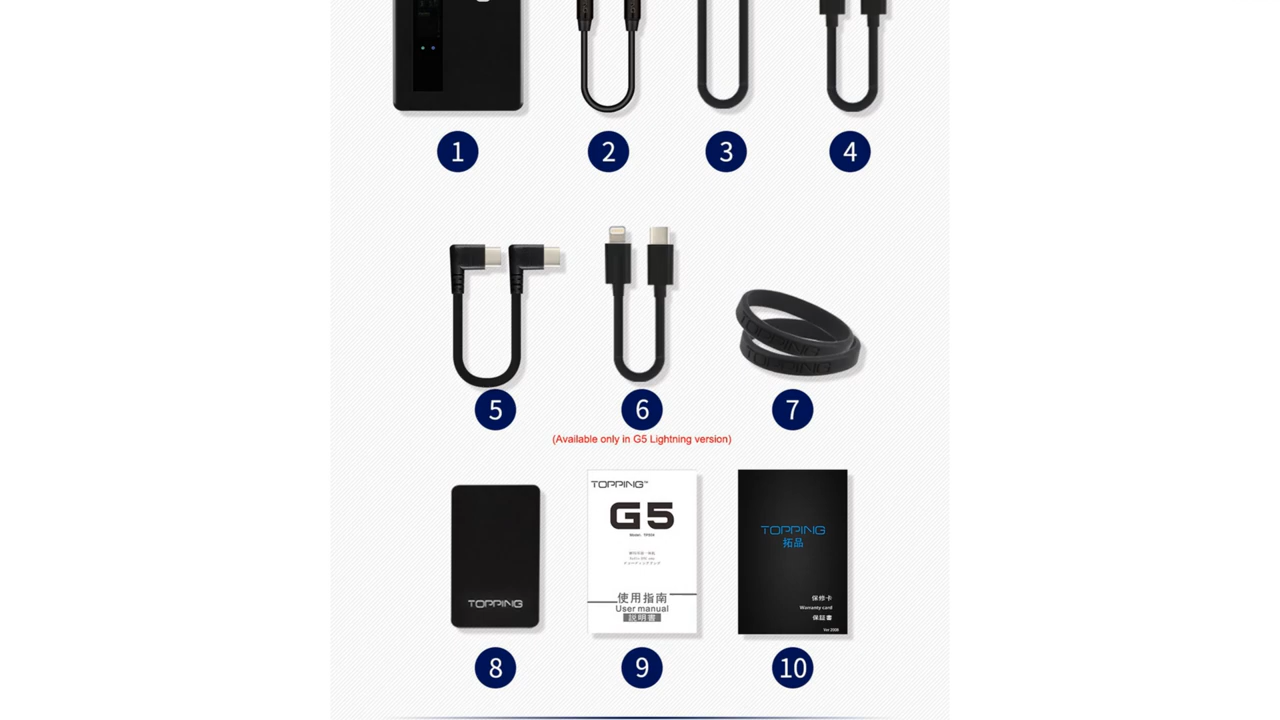 1
2
3
4
TOPPING
TOPPING
5
6
7
(Available only in G5 Lightning version)
TOPPING™
G5
TOPPING
拓品
使用指南
User manual
説明書
保修卡
Warranty card
保証書
TOPPING
8
9
10